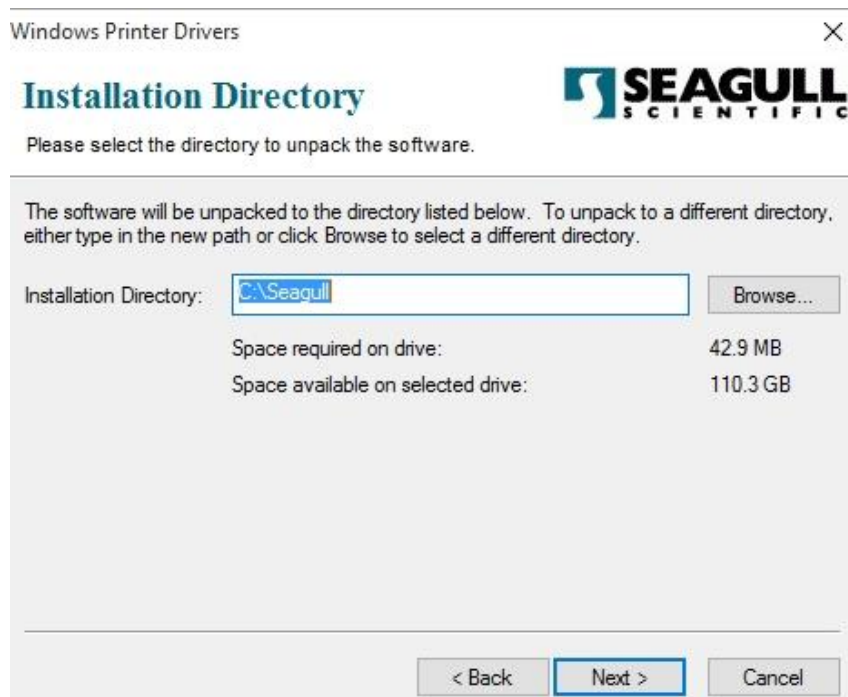 Windows Printer Drivers
Installation Directory
SEAGULL
SCIENTIFIC
Please select the directory to unpack the software.
The software will be unpacked to the directory listed below. To unpack to a different directory,
either type in the new path or click Browse to select a different directory.
Installation Directory: C:\Seagull Browse...
Space required on drive: 42.9 MB
Space available on selected drive: 110.3 GB
< Back Next > Cancel